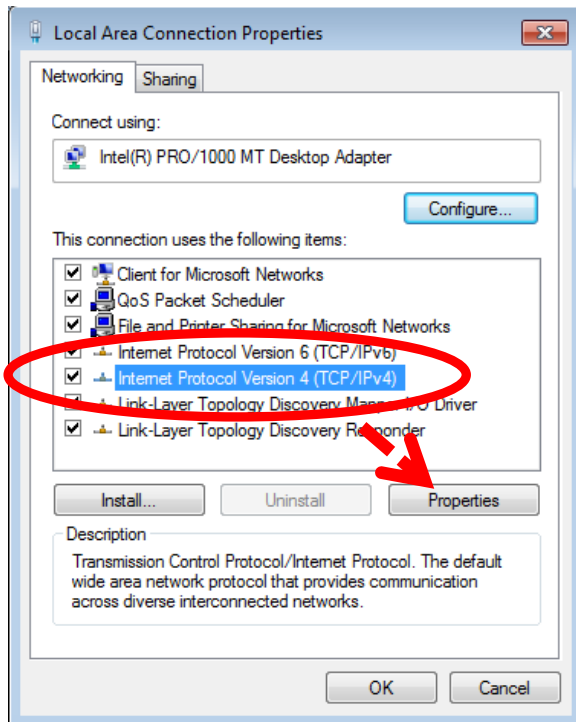 Local Area Connection Properties
Networking
Sharing
Connect using:
Intel(R) PRO/1000 MT Desktop Adapter
Configure...
This connection uses the following items:
Client for Microsoft Networks
QoS Packet Scheduler
File and Printer Sharing for Microsoft Networks
Internet Protocol Version 6 (TCP/IPv6)
Internet Protocol Version 4 (TCP/IPv4)
Link-Layer Topology Discovery Mapper I/O Driver
Link-Layer Topology Discovery Responder
Install...
Uninstall
Properties
Description
Transmission Control Protocol/Internet Protocol. The default
wide area network protocol that provides communication
across diverse interconnected networks.
OK
Cancel